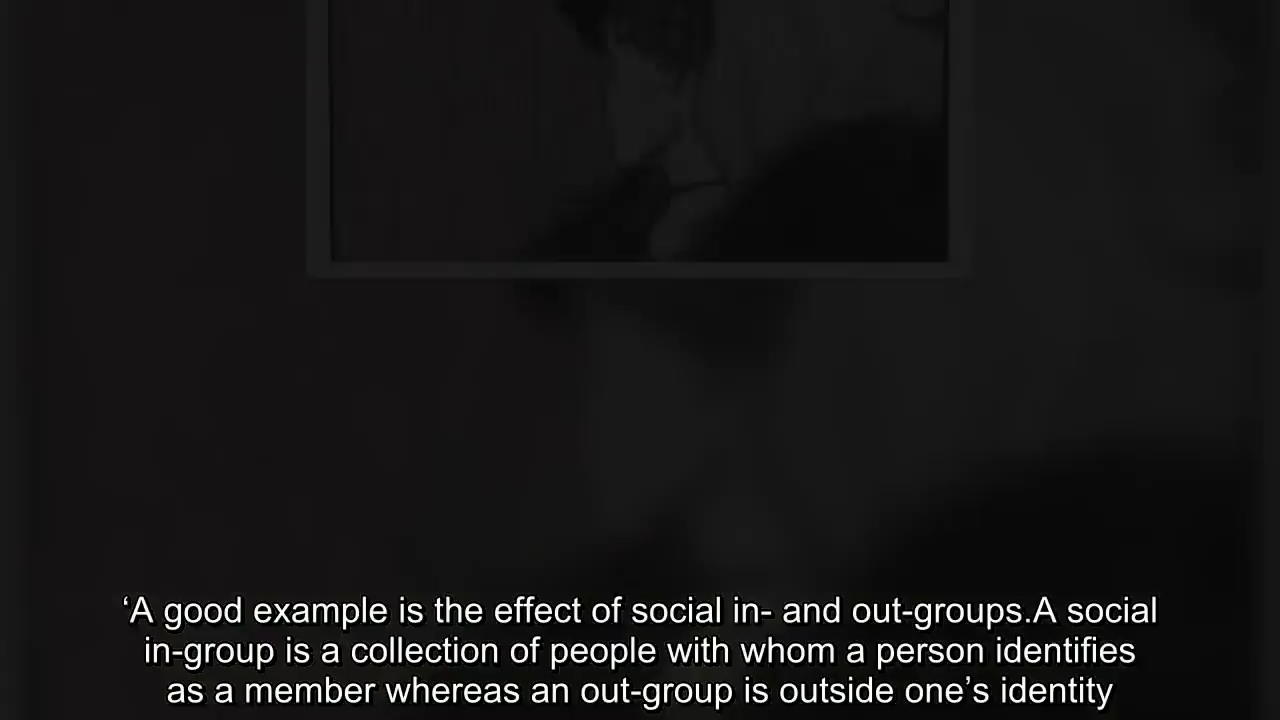 ‘A good example is the effect of social in- and out-groups.A social
in-group is a collection of people with whom a person identifies
as a member whereas an out-group is outside one’s identity